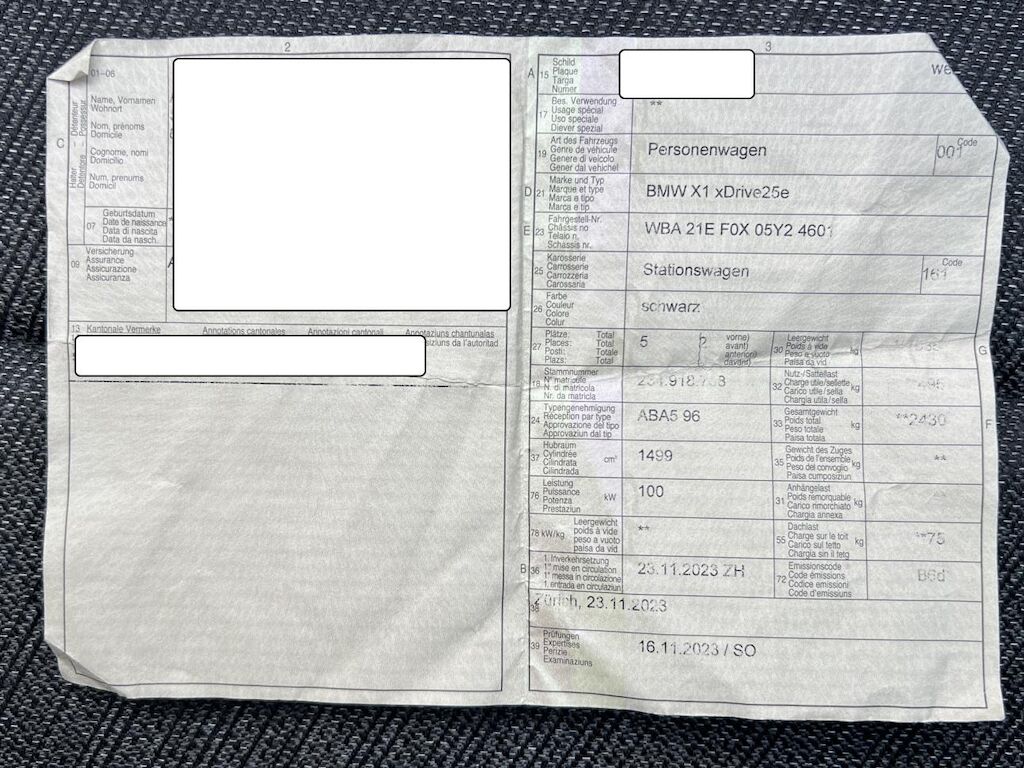 2
01–06
Name, Vornamen
Wohnort
Nom, prénoms
Domicile
Cognome, nomi
Domicilio
Num, prenums
Domicil
C
Halter – Détenteur
Detentore – Possessur
07
Geburtsdatum
Date de naissance
Data di nascita
Data da nasch.
09
Versicherung
Assurance
Assicurazione
Assicuranza
13 Kantonale Vermerke
Annotations cantonales
Annotazioni cantonali
Annotaziuns chantunalas
da l'autoritad
3
A 15
Schild
Plaque
Targa
Numer
17
Bes. Verwendung
Usage spécial
Uso speciale
Diever spezial
**
19
Art des Fahrzeugs
Genre de véhicule
Genere di veicolo
Gener dal vehichel
Personenwagen
Code
001
D 21
Marke und Typ
Marque et type
Marca e tipo
Marca e tip
BMW X1 xDrive25e
E 23
Fahrgestell-Nr.
Châssis no
Telaio n.
Schassis nr.
WBA 21E F0X 05Y2 4601
25
Karosserie
Carrosserie
Carrozzeria
Carossaria
Stationswagen
Code
161
26
Farbe
Couleur
Colore
Colur
schwarz
27
Plätze: Total
Places: Total
Posti: Totale
Plazs: Total
5
vorne)
avant)
anteriori)
davant)
30
Leergewicht
Poids à vide
Peso a vuoto
Paisa da vid
kg
G
18
Stammnummer
N° matricule
N. di matricola
Nr. da matricla
32
Nutz-/Sattellast
Charge utile/sellette
Carico utile/sella
Chargia utila/sella
kg
24
Typengenehmigung
Réception par type
Approvazione del tipo
Approvaziun dal tip
ABA5 96
33
Gesamtgewicht
Poids total
Peso totale
Paisa totala
kg
**2430
F
37
Hubraum
Cylindrée
Cilindrata
Cilindrada
cm³
1499
35
Gewicht des Zuges
Poids de l'ensemble
Peso del convoglio
Paisa cumposiziun
kg
**
76
Leistung
Puissance
Potenza
Prestaziun
kW
100
31
Anhängelast
Poids remorquable
Carico rimorchiato
Chargia annexa
kg
78 kW/kg
Leergewicht
poids à vide
peso a vuoto
paisa da vid
**
55
Dachlast
Charge sur le toit
Carico sul tetto
Chargia sin il tetg
kg
**75
B 36
1. Inverkehrsetzung
1re mise en circulation
1a messa in circolazione
1. entrada en circulaziun
23.11.2023 ZH
72
Emissionscode
Code émissions
Codice emissioni
Code d'emissiuns
B6d
38
Zürich, 23.11.2023
39
Prüfungen
Expertises
Perizie
Examinaziuns
16.11.2023 / SO